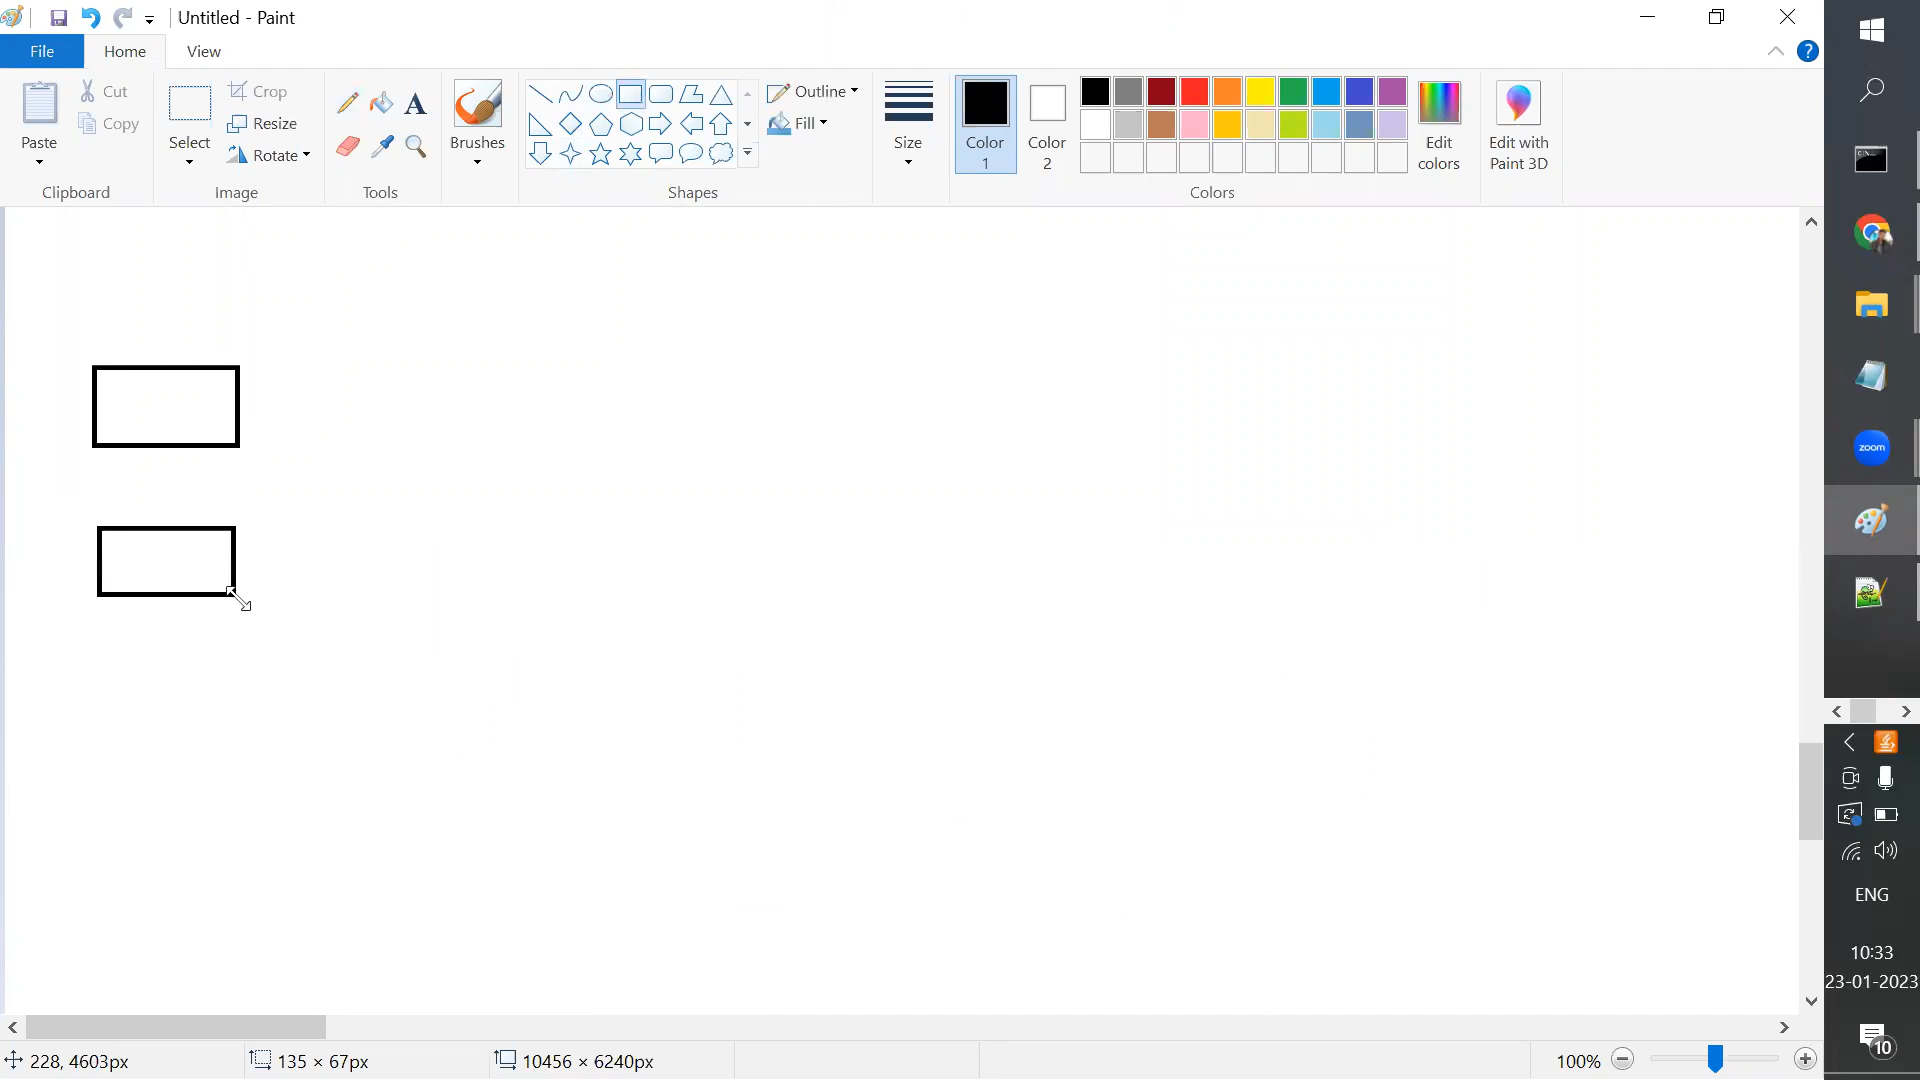 Untitled - Paint
File Home View
Paste
Cut
Copy
Clipboard
Select
Crop
Resize
Rotate
Image
Tools
Brushes
Shapes
Outline
Fill
Size
Color 1
Color 2
Edit colors
Colors
Edit with Paint 3D
zoom
ENG
10:33
23-01-2023
10
228, 4603px
135 × 67px
10456 × 6240px
100%